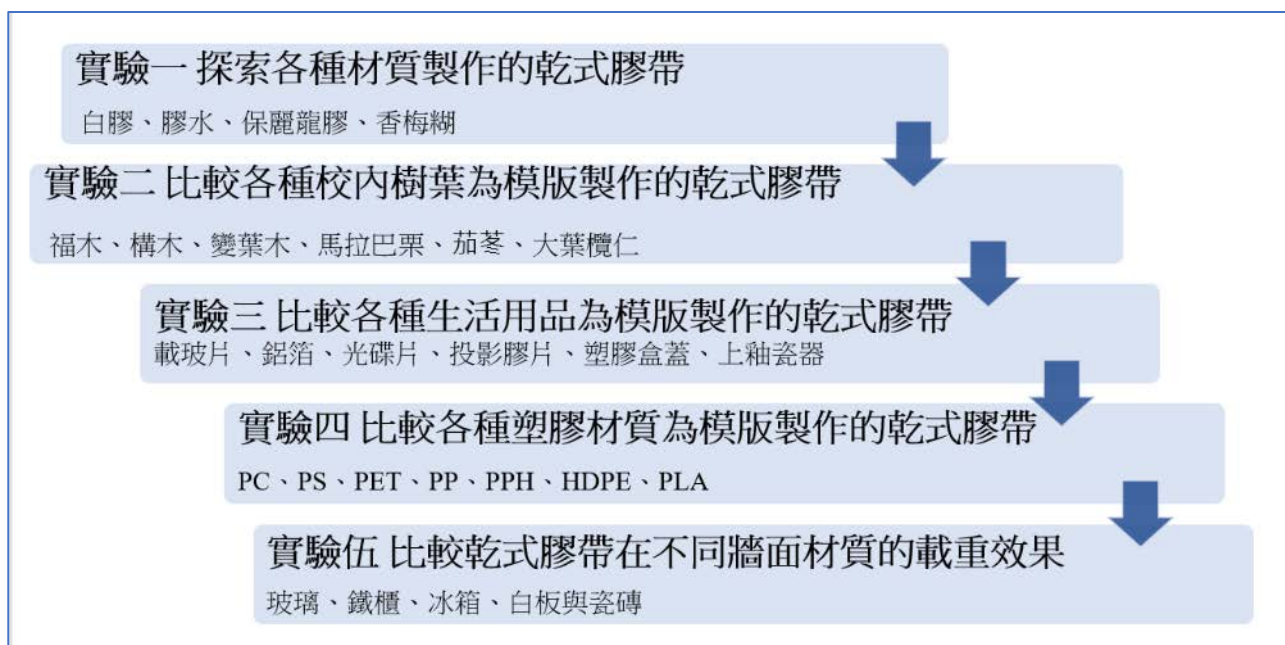 實驗一 探索各種材質製作的乾式膠帶
白膠、膠水、保麗龍膠、香梅糊
實驗二 比較各種校內樹葉為模版製作的乾式膠帶
福木、構木、變葉木、馬拉巴栗、茄苳、大葉欖仁
實驗三 比較各種生活用品為模版製作的乾式膠帶
載玻片、鋁箔、光碟片、投影膠片、塑膠盒蓋、上釉瓷器
實驗四 比較各種塑膠材質為模版製作的乾式膠帶
PC、PS、PET、PP、PPH、HDPE、PLA
實驗伍 比較乾式膠帶在不同牆面材質的載重效果
玻璃、鐵櫃、冰箱、白板與瓷磚